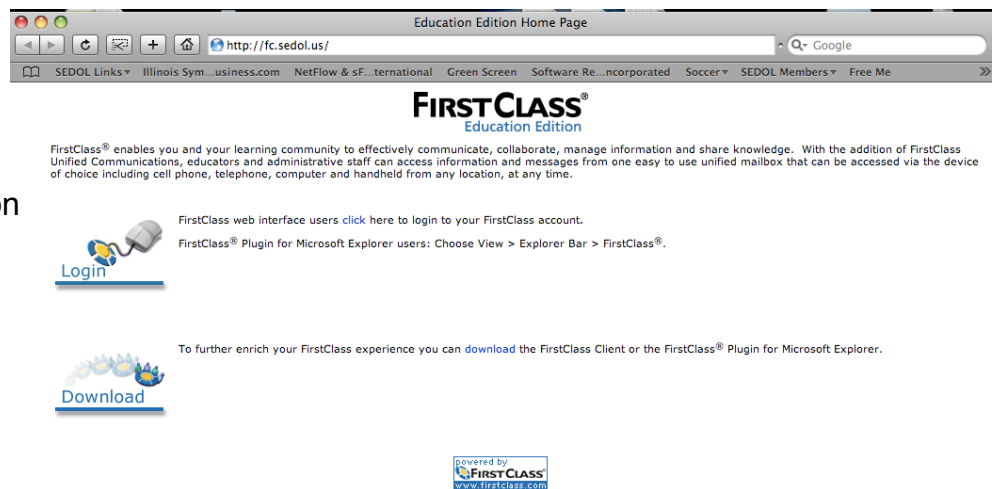 Education Edition Home Page
http://fc.sedol.us/
Google
SEDOL Links Illinois Sym...usiness.com NetFlow & sF...ternational Green Screen Software Re...ncorporated Soccer SEDOL Members Free Me
FIRSTCLASS®
Education Edition
FirstClass® enables you and your learning community to effectively communicate, collaborate, manage information and share knowledge. With the addition of FirstClass
Unified Communications, educators and administrative staff can access information and messages from one easy to use unified mailbox that can be accessed via the device
of choice including cell phone, telephone, computer and handheld from any location, at any time.
on
FirstClass web interface users click here to login to your FirstClass account.
FirstClass® Plugin for Microsoft Explorer users: Choose View > Explorer Bar > FirstClass®.
Login
To further enrich your FirstClass experience you can download the FirstClass Client or the FirstClass® Plugin for Microsoft Explorer.
Download
powered by
FIRSTCLASS®
www.firstclass.com